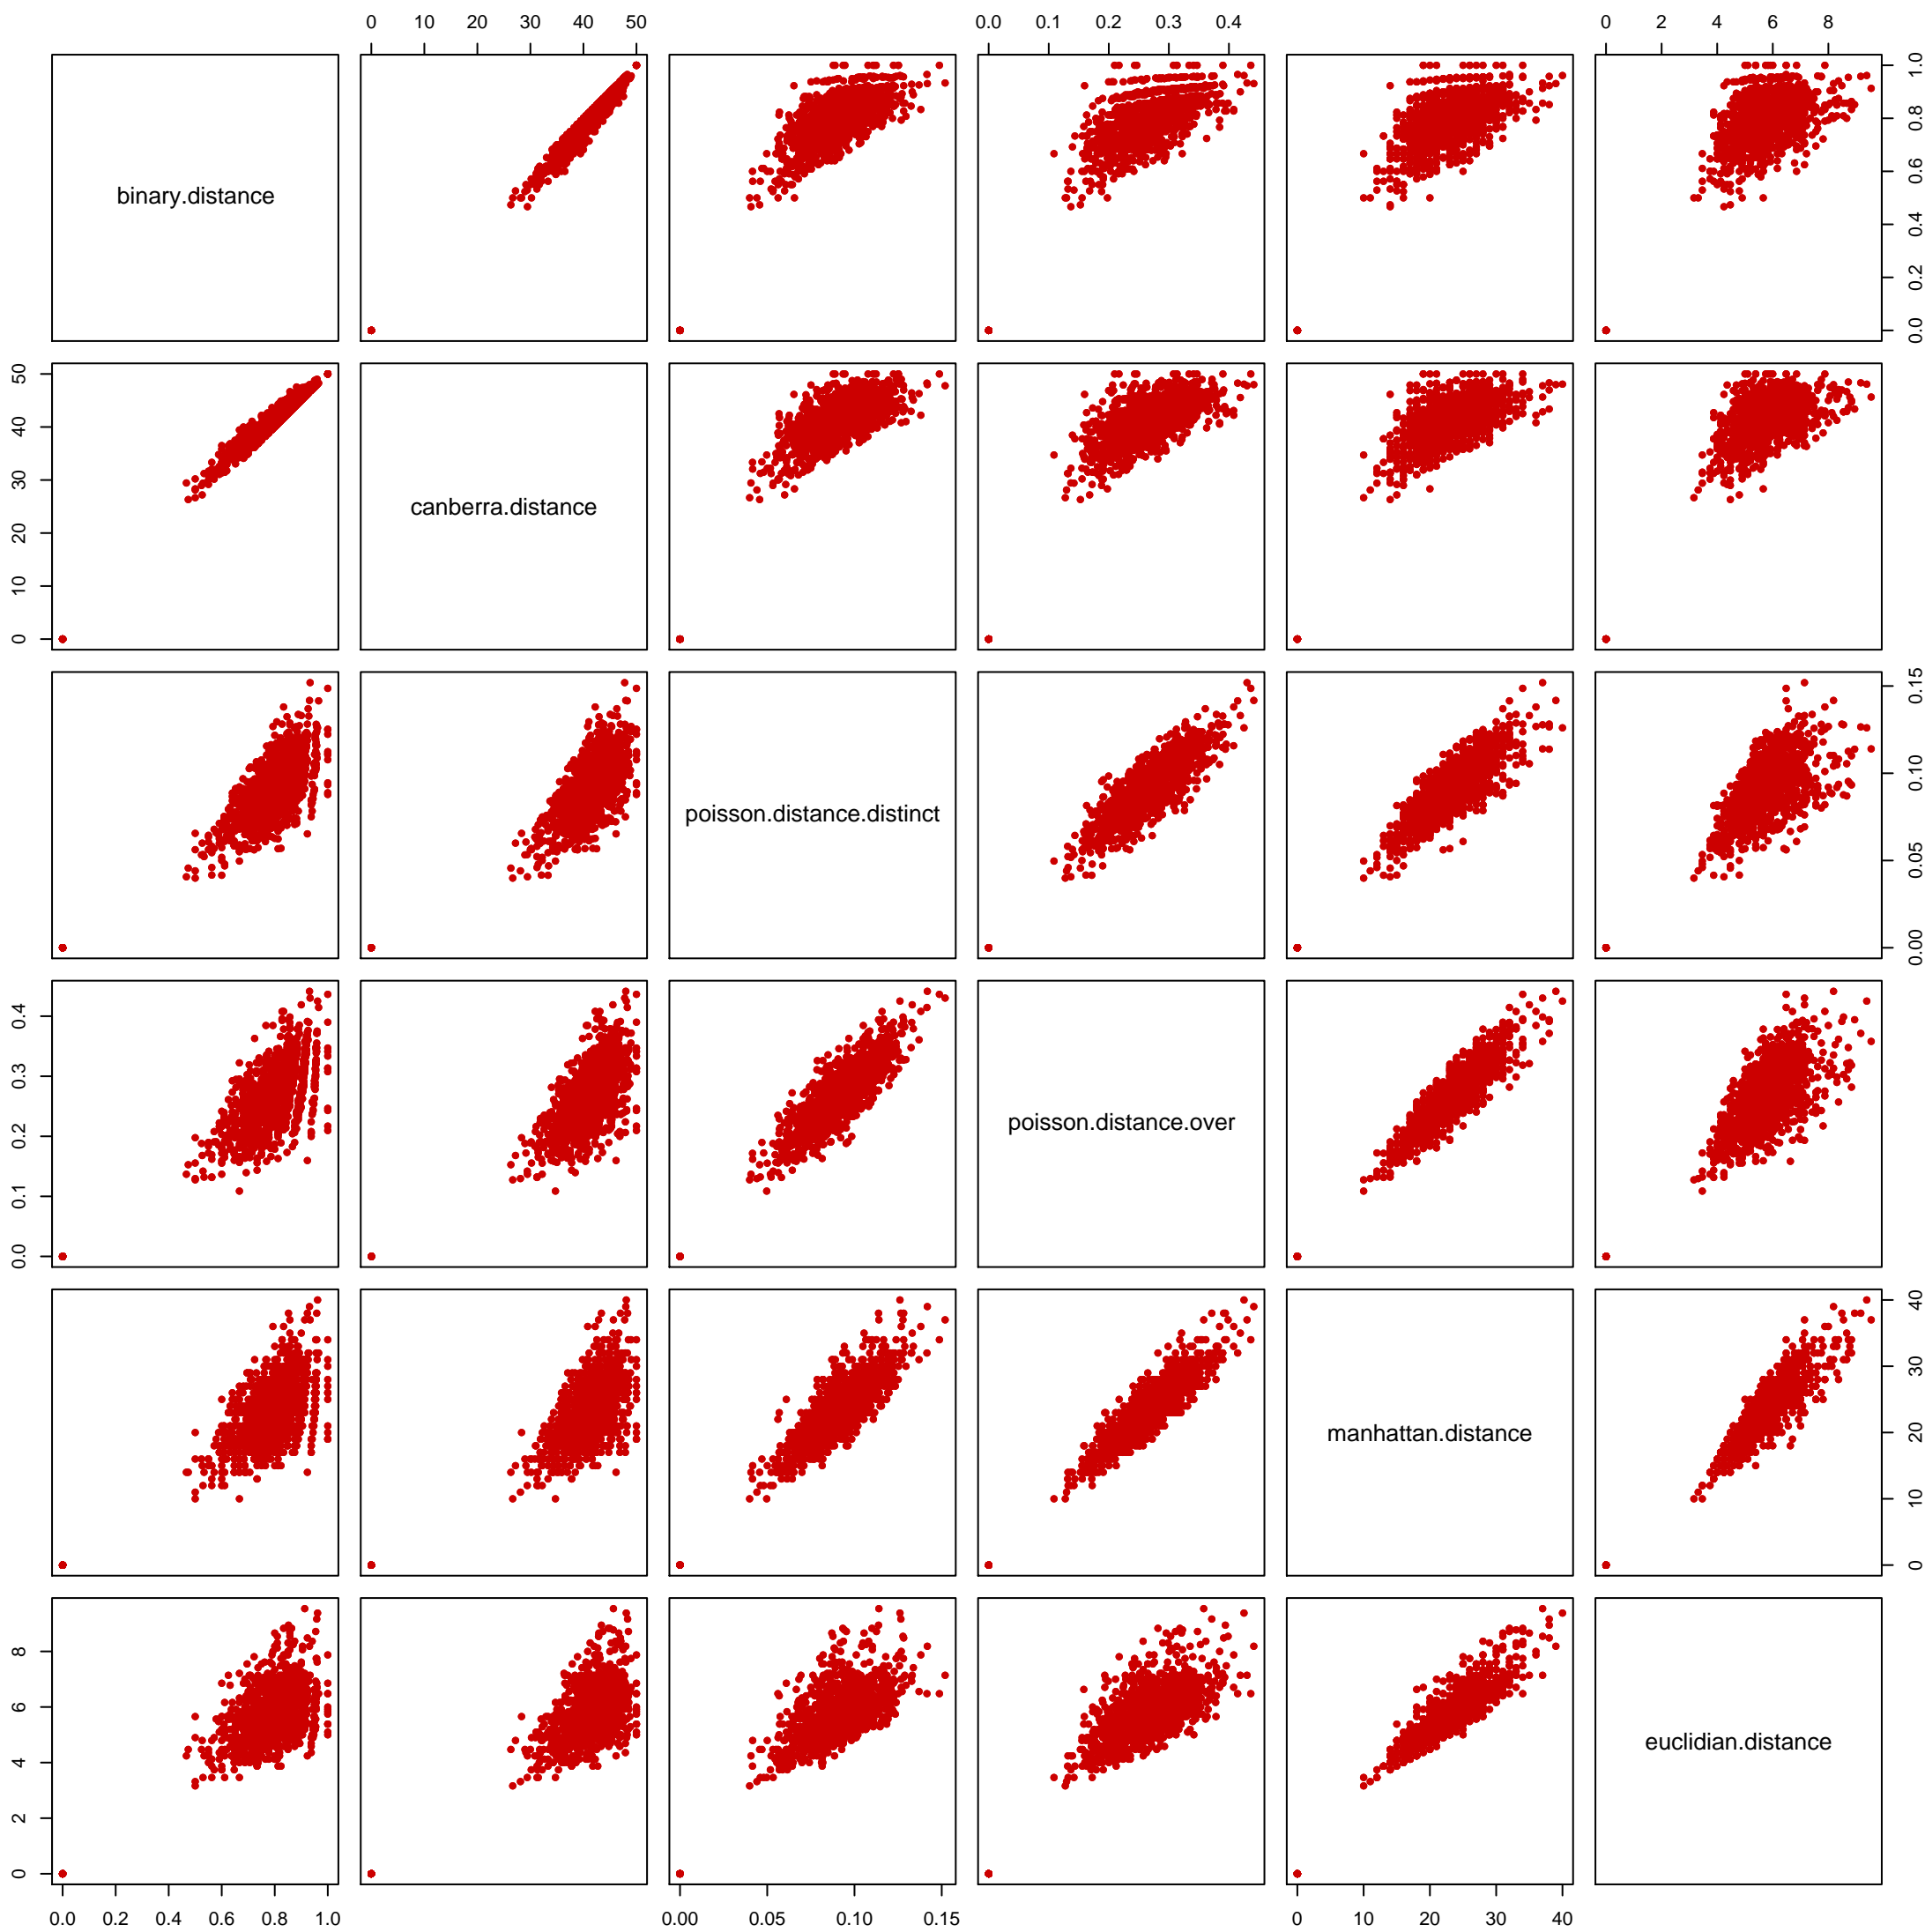 0 10 20 30 40 50
0.0 0.1 0.2 0.3 0.4
0 2 4 6 8
binary.distance
0.0 0.2 0.4 0.6 0.8 1.0
0 10 20 30 40 50
canberra.distance
poisson.distance.distinct
0.00 0.05 0.10 0.15
0.0 0.1 0.2 0.3 0.4
poisson.distance.over
manhattan.distance
0 10 20 30 40
0 2 4 6 8
euclidian.distance
0.0 0.2 0.4 0.6 0.8 1.0
0.00 0.05 0.10 0.15
0 10 20 30 40